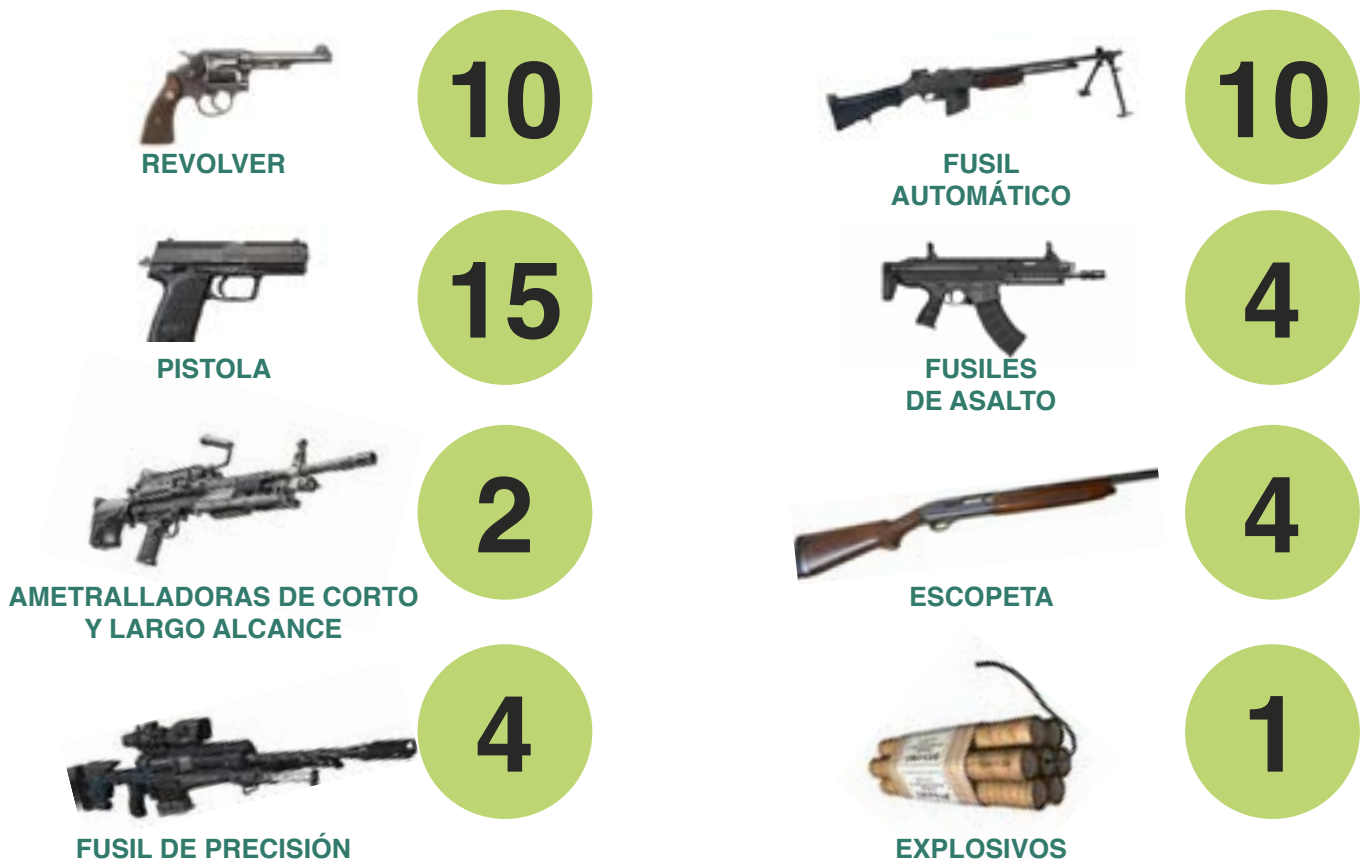 10
REVOLVER
10
FUSIL
AUTOMÁTICO
15
PISTOLA
4
FUSILES
DE ASALTO
2
AMETRALLADORAS DE CORTO
Y LARGO ALCANCE
4
ESCOPETA
4
FUSIL DE PRECISIÓN
1
EXPLOSIVOS